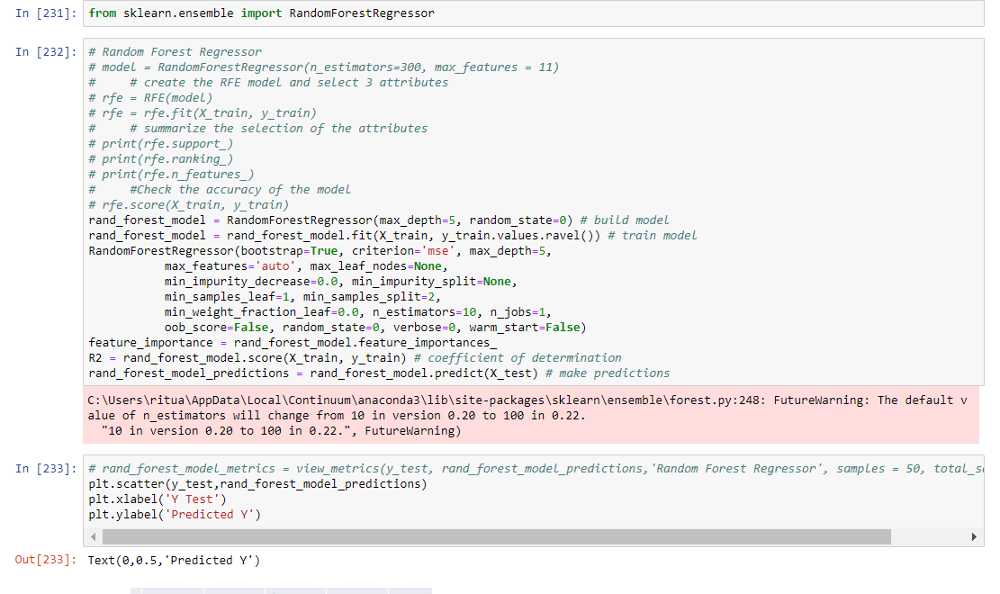 In [231]: from sklearn.ensemble import RandomForestRegressor
In [232]: # Random Forest Regressor
# model = RandomForestRegressor(n_estimators=300, max_features = 11)
#     # create the RFE model and select 3 attributes
# rfe = RFE(model)
# rfe = rfe.fit(X_train, y_train)
#     # summarize the selection of the attributes
# print(rfe.support_)
# print(rfe.ranking_)
# print(rfe.n_features_)
#     #Check the accuracy of the model
# rfe.score(X_train, y_train)
rand_forest_model = RandomForestRegressor(max_depth=5, random_state=0) # build model
rand_forest_model = rand_forest_model.fit(X_train, y_train.values.ravel()) # train model
RandomForestRegressor(bootstrap=True, criterion='mse', max_depth=5,
           max_features='auto', max_leaf_nodes=None,
           min_impurity_decrease=0.0, min_impurity_split=None,
           min_samples_leaf=1, min_samples_split=2,
           min_weight_fraction_leaf=0.0, n_estimators=10, n_jobs=1,
           oob_score=False, random_state=0, verbose=0, warm_start=False)
feature_importance = rand_forest_model.feature_importances_
R2 = rand_forest_model.score(X_train, y_train) # coefficient of determination
rand_forest_model_predictions = rand_forest_model.predict(X_test) # make predictions
C:\Users\ritua\AppData\Local\Continuum\anaconda3\lib\site-packages\sklearn\ensemble\forest.py:248: FutureWarning: The default v
alue of n_estimators will change from 10 in version 0.20 to 100 in 0.22.
  "10 in version 0.20 to 100 in 0.22.", FutureWarning)
In [233]: # rand_forest_model_metrics = view_metrics(y_test, rand_forest_model_predictions,'Random Forest Regressor', samples = 50,
plt.scatter(y_test,rand_forest_model_predictions)
plt.xlabel('Y Test')
plt.ylabel('Predicted Y')
Out[233]: Text(0,0.5,'Predicted Y')